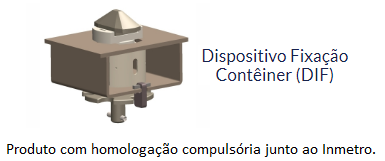 Dispositivo Fixação
Contêiner (DIF)
Produto com homologação compulsória junto ao Inmetro.